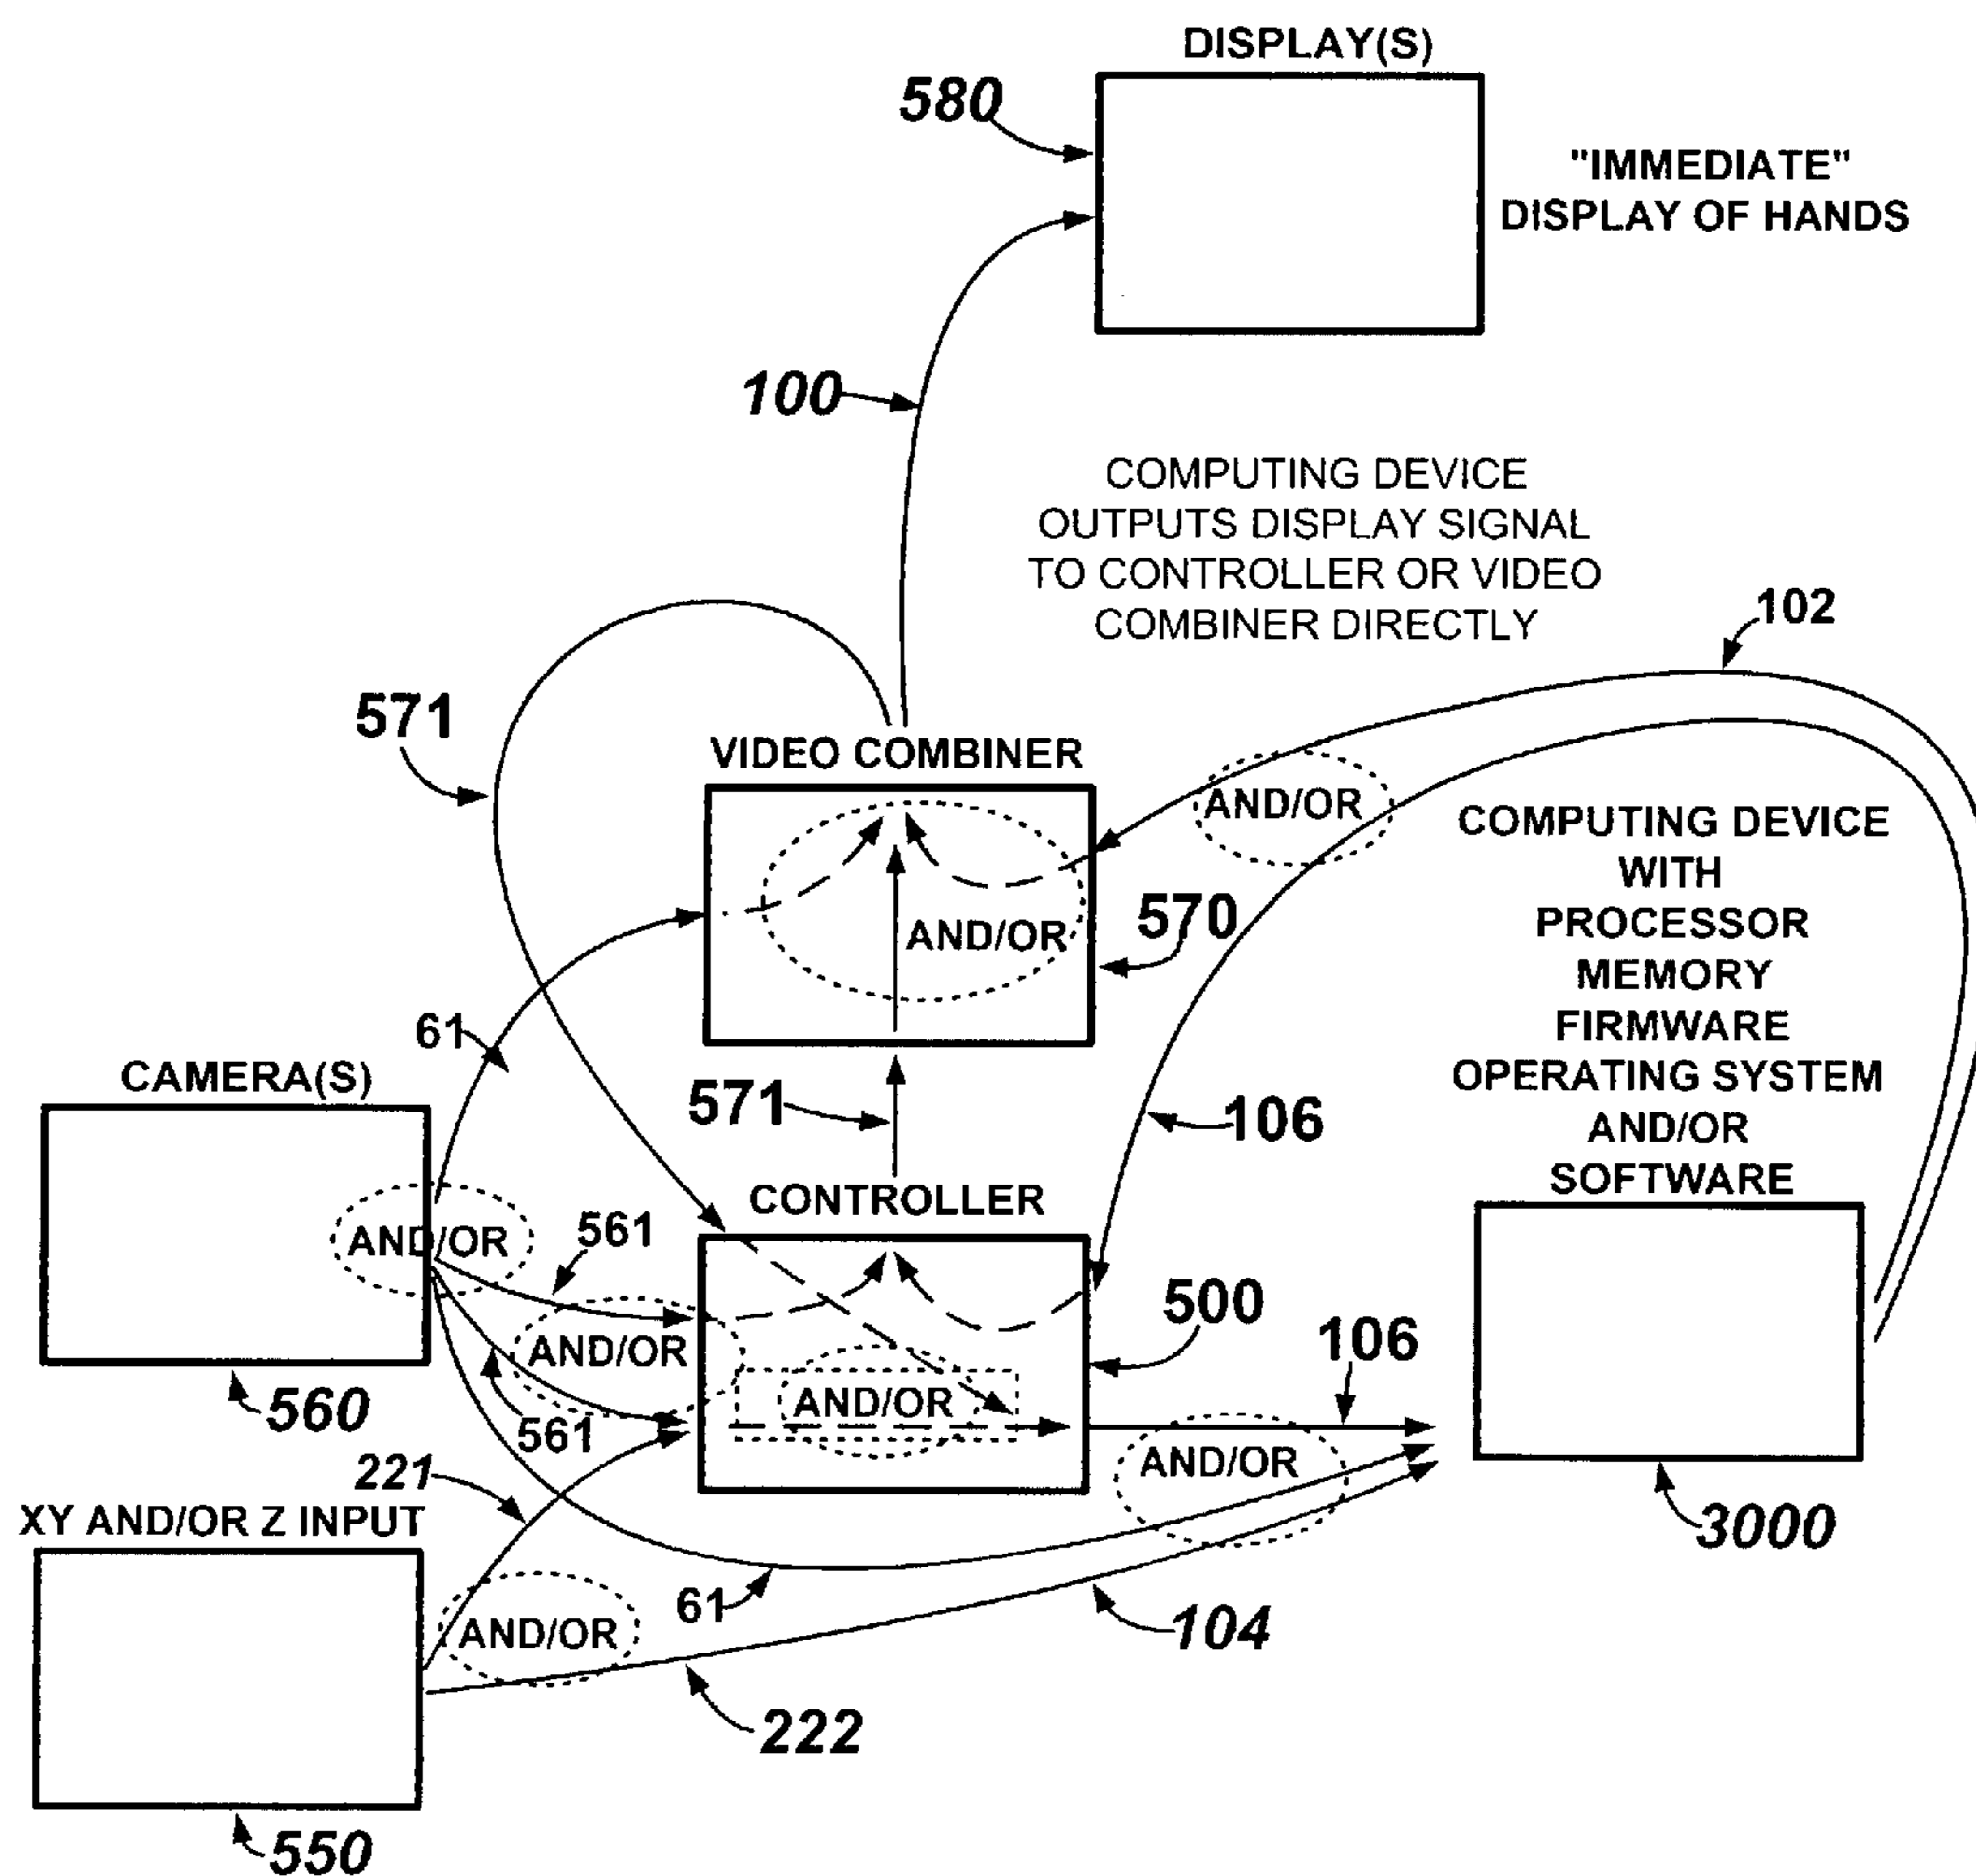 DISPLAY(S)
580
"IMMEDIATE"
DISPLAY OF HANDS
100
COMPUTING DEVICE
OUTPUTS DISPLAY SIGNAL
TO CONTROLLER OR VIDEO
COMBINER DIRECTLY
102
571
VIDEO COMBINER
AND/OR
AND/OR
570
COMPUTING DEVICE
WITH
PROCESSOR
MEMORY
FIRMWARE
OPERATING SYSTEM
AND/OR
SOFTWARE
61
CAMERA(S)
571
106
CONTROLLER
AND/OR
561
500
AND/OR
106
AND/OR
560
561
221
AND/OR
XY AND/OR Z INPUT
3000
61
104
AND/OR
222
550